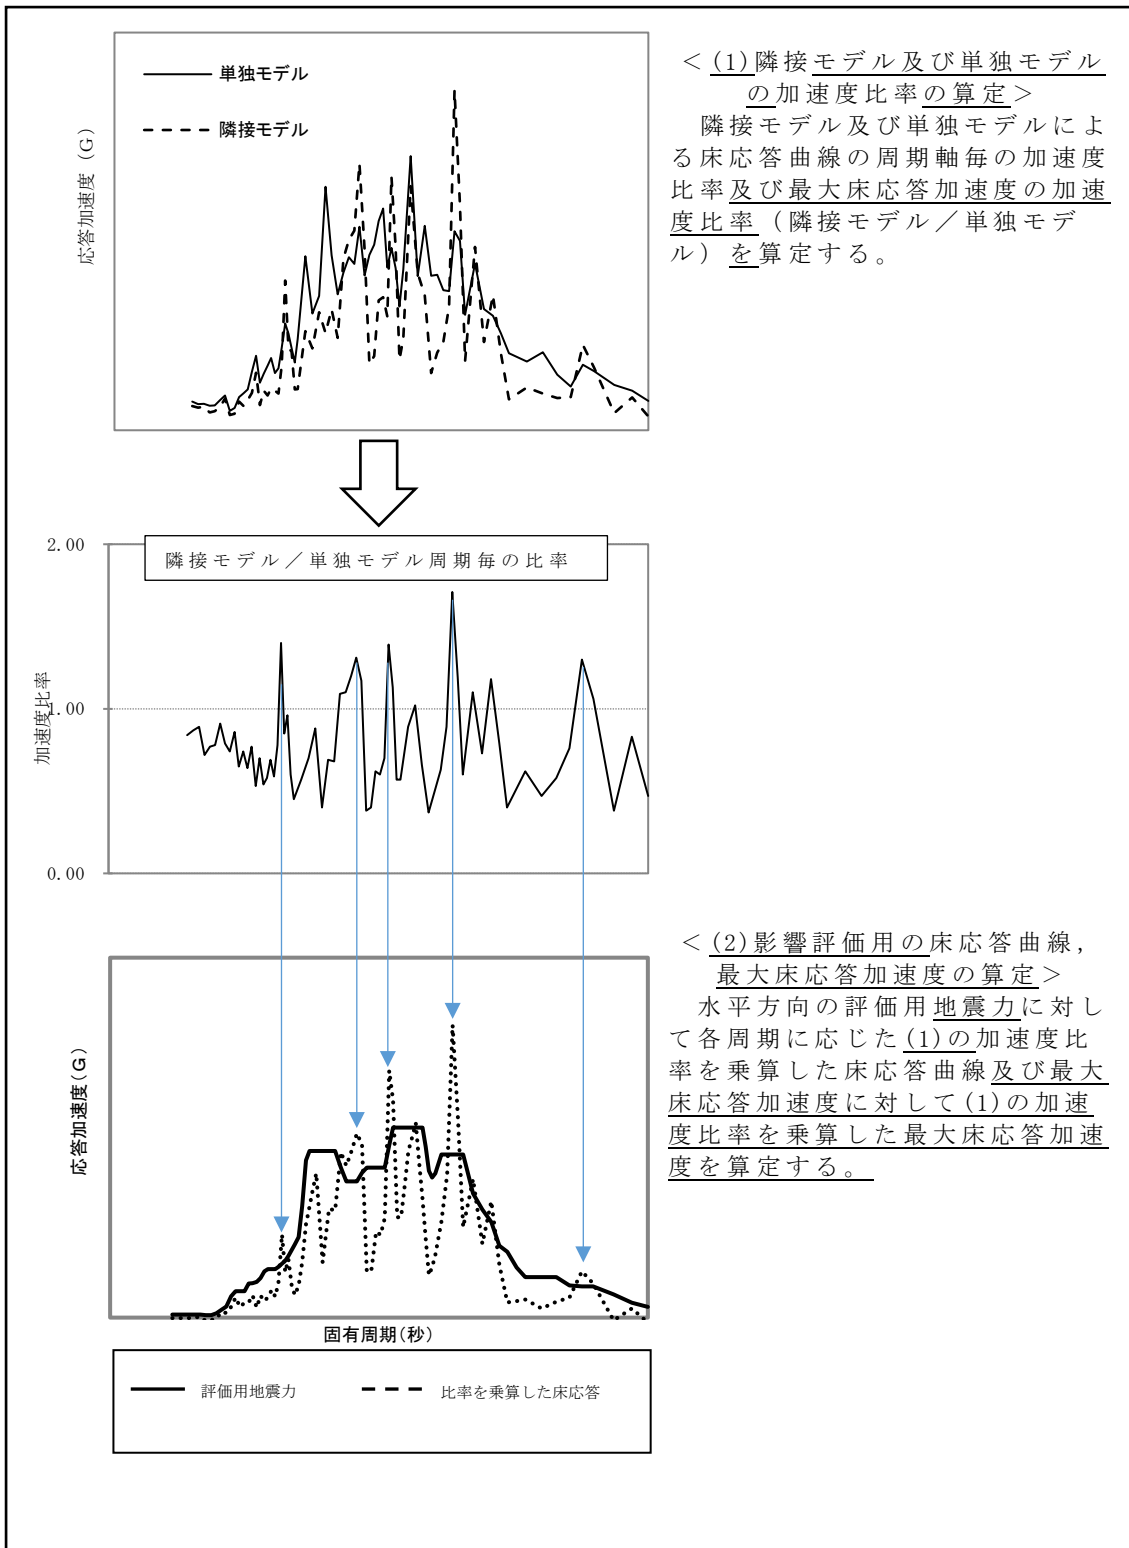 単独モデル
隣接モデル
応答加速度（G）
＜(1)隣接モデル及び単独モデル
の加速度比率の算定＞
隣接モデル及び単独モデルによ
る床応答曲線の周期軸毎の加速度
比率及び最大床応答加速度の加速
度比率（隣接モデル／単独モデ
ル）を算定する。
2.00
隣接モデル／単独モデル周期毎の比率
加速度比率
1.00
0.00
＜(2)影響評価用の床応答曲線，
最大床応答加速度の算定＞
水平方向の評価用地震力に対し
て各周期に応じた(1)の加速度比
率を乗算した床応答曲線及び最大
床応答加速度に対して(1)の加速
度比率を乗算した最大床応答加速
度を算定する。
応答加速度(G)
固有周期(秒)
評価用地震力
比率を乗算した床応答